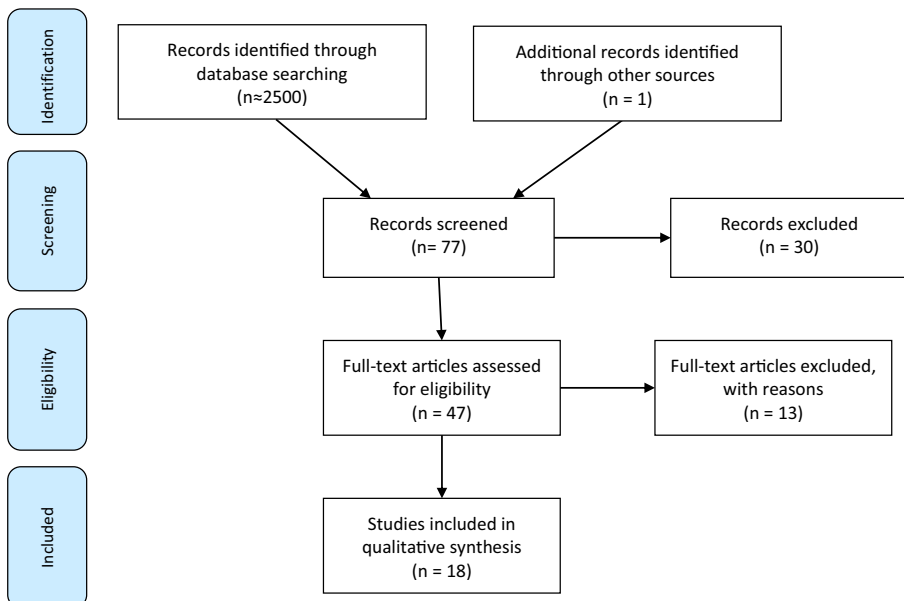 Identification
Records identified through
database searching
(n≈2500)
Additional records identified
through other sources
(n = 1)
Screening
Records screened
(n= 77)
Records excluded
(n = 30)
Eligibility
Full-text articles assessed
for eligibility
(n = 47)
Full-text articles excluded,
with reasons
(n = 13)
Included
Studies included in
qualitative synthesis
(n = 18)